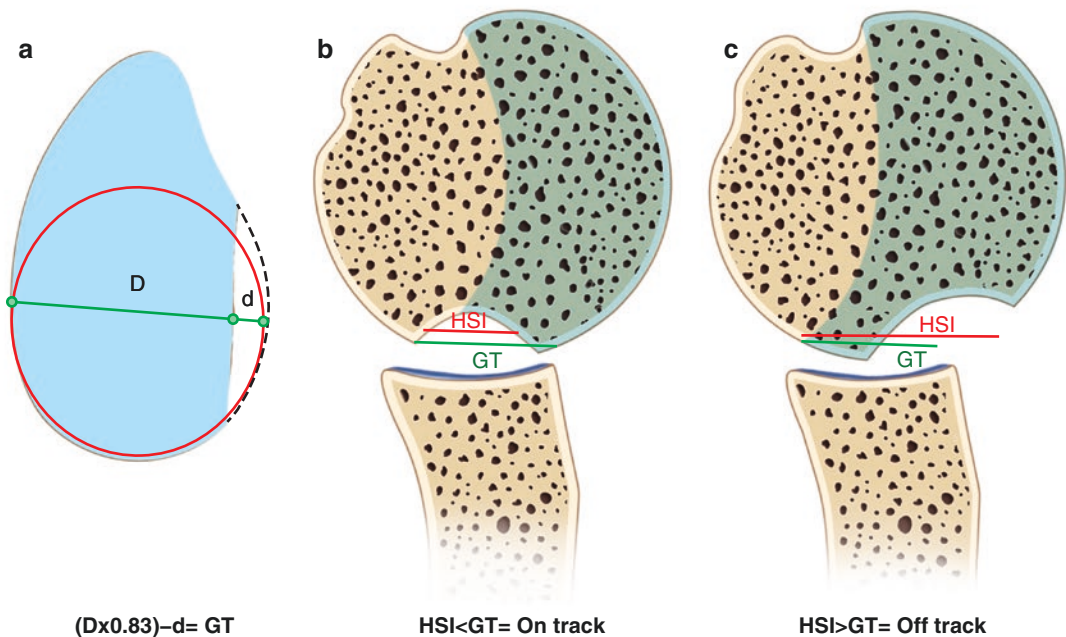 a
b
c
D
d
HSI
GT
HSI
GT
(Dx0.83)–d= GT
HSI<GT= On track
HSI>GT= Off track